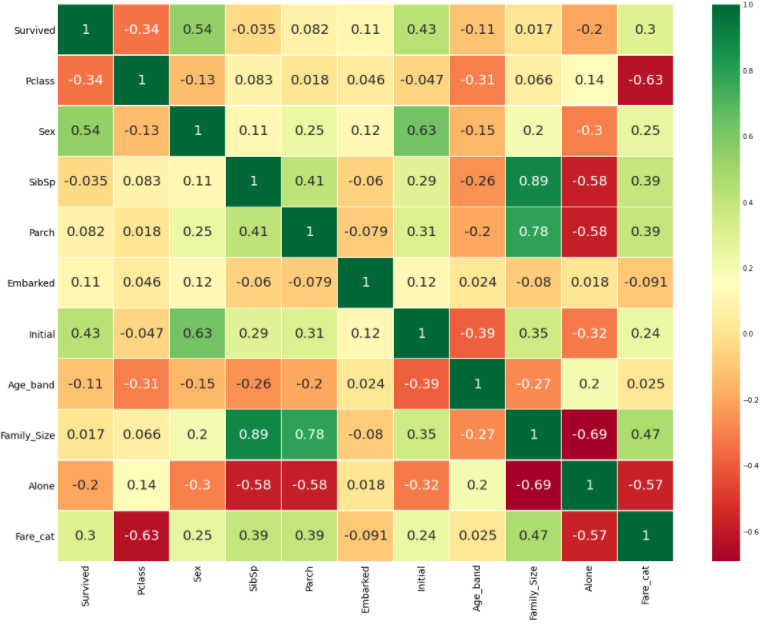 Survived 1 -0.34 0.54 -0.035 0.082 0.11 0.43 -0.11 0.017 -0.2 0.3
Pclass -0.34 1 -0.13 0.083 0.018 0.046 -0.047 -0.31 0.066 0.14 -0.63
Sex 0.54 -0.13 1 0.11 0.25 0.12 0.63 -0.15 0.2 -0.3 0.25
SibSp -0.035 0.083 0.11 1 0.41 -0.06 0.29 -0.26 0.89 -0.58 0.39
Parch 0.082 0.018 0.25 0.41 1 -0.079 0.31 -0.2 0.78 -0.58 0.39
Embarked 0.11 0.046 0.12 -0.06 -0.079 1 0.12 0.024 -0.08 0.018 -0.091
Initial 0.43 -0.047 0.63 0.29 0.31 0.12 1 -0.39 0.35 -0.32 0.24
Age_band -0.11 -0.31 -0.15 -0.26 -0.2 0.024 -0.39 1 -0.27 0.2 0.025
Family_Size 0.017 0.066 0.2 0.89 0.78 -0.08 0.35 -0.27 1 -0.69 0.47
Alone -0.2 0.14 -0.3 -0.58 -0.58 0.018 -0.32 0.2 -0.69 1 -0.57
Fare_cat 0.3 -0.63 0.25 0.39 0.39 -0.091 0.24 0.025 0.47 -0.57 1
Survived Pclass Sex SibSp Parch Embarked Initial Age_band Family_Size Alone Fare_cat
1.0
0.8
0.6
0.4
0.2
0.0
−0.2
−0.4
−0.6